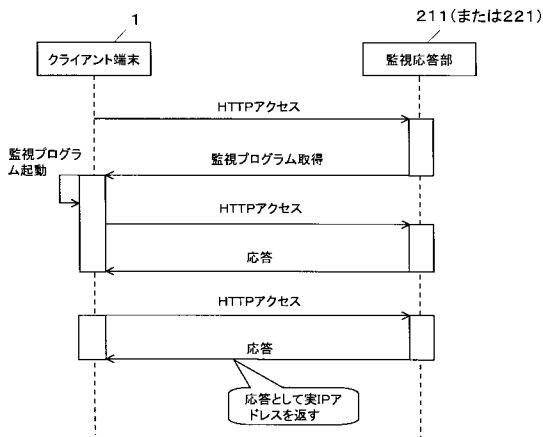 1
211(または221)
クライアント端末
監視応答部
HTTPアクセス
監視プログラム取得
監視プログラ
ム起動
HTTPアクセス
応答
HTTPアクセス
応答
応答として実IPア
ドレスを返す